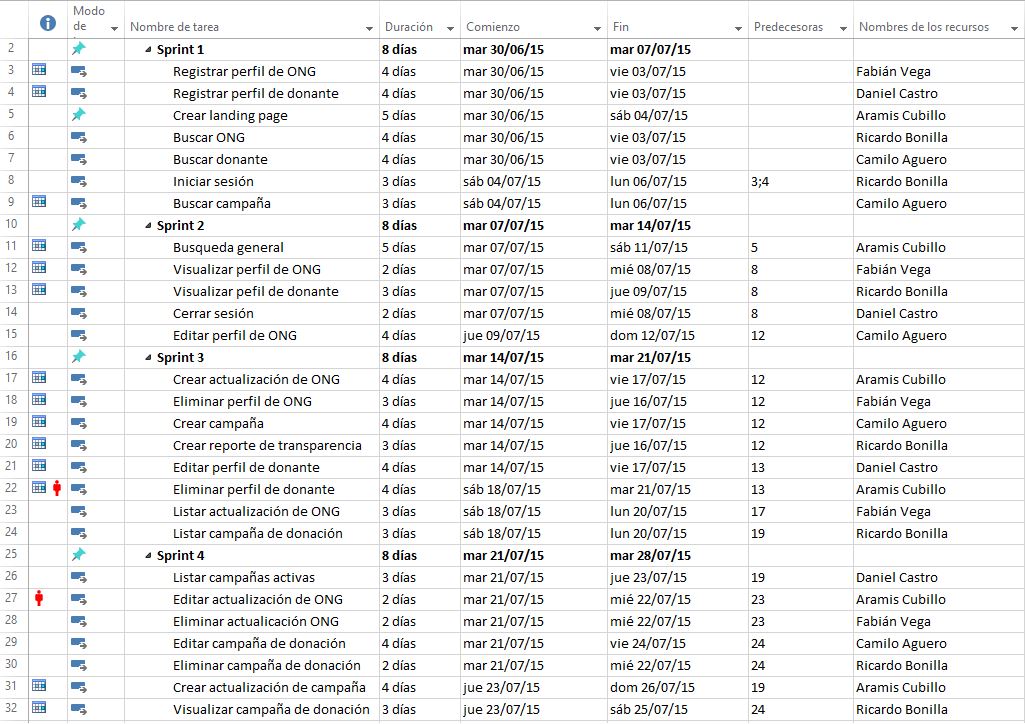 Modo de Nombre de tarea Duración Comienzo Fin Predecesoras Nombres de los recursos
2 Sprint 1 8 días mar 30/06/15 mar 07/07/15
3 Registrar perfil de ONG 4 días mar 30/06/15 vie 03/07/15 Fabián Vega
4 Registrar perfil de donante 4 días mar 30/06/15 vie 03/07/15 Daniel Castro
5 Crear landing page 5 días mar 30/06/15 sáb 04/07/15 Aramis Cubillo
6 Buscar ONG 4 días mar 30/06/15 vie 03/07/15 Ricardo Bonilla
7 Buscar donante 4 días mar 30/06/15 vie 03/07/15 Camilo Aguero
8 Iniciar sesión 3 días sáb 04/07/15 lun 06/07/15 3;4 Ricardo Bonilla
9 Buscar campaña 3 días sáb 04/07/15 lun 06/07/15 Camilo Aguero
10 Sprint 2 8 días mar 07/07/15 mar 14/07/15
11 Busqueda general 5 días mar 07/07/15 sáb 11/07/15 5 Aramis Cubillo
12 Visualizar perfil de ONG 2 días mar 07/07/15 mié 08/07/15 8 Fabián Vega
13 Visualizar pefil de donante 3 días mar 07/07/15 jue 09/07/15 8 Ricardo Bonilla
14 Cerrar sesión 2 días mar 07/07/15 mié 08/07/15 8 Daniel Castro
15 Editar perfil de ONG 4 días jue 09/07/15 dom 12/07/15 12 Camilo Aguero
16 Sprint 3 8 días mar 14/07/15 mar 21/07/15
17 Crear actualización de ONG 4 días mar 14/07/15 vie 17/07/15 12 Aramis Cubillo
18 Eliminar perfil de ONG 3 días mar 14/07/15 jue 16/07/15 12 Fabián Vega
19 Crear campaña 4 días mar 14/07/15 vie 17/07/15 12 Camilo Aguero
20 Crear reporte de transparencia 3 días mar 14/07/15 jue 16/07/15 12 Ricardo Bonilla
21 Editar perfil de donante 4 días mar 14/07/15 vie 17/07/15 13 Daniel Castro
22 Eliminar perfil de donante 4 días sáb 18/07/15 mar 21/07/15 13 Aramis Cubillo
23 Listar actualización de ONG 3 días sáb 18/07/15 lun 20/07/15 17 Fabián Vega
24 Listar campaña de donación 3 días sáb 18/07/15 lun 20/07/15 19 Ricardo Bonilla
25 Sprint 4 8 días mar 21/07/15 mar 28/07/15
26 Listar campañas activas 3 días mar 21/07/15 jue 23/07/15 19 Daniel Castro
27 Editar actualización de ONG 2 días mar 21/07/15 mié 22/07/15 23 Aramis Cubillo
28 Eliminar actualicación ONG 2 días mar 21/07/15 mié 22/07/15 23 Fabián Vega
29 Editar campaña de donación 4 días mar 21/07/15 vie 24/07/15 24 Camilo Aguero
30 Eliminar campaña de donación 2 días mar 21/07/15 mié 22/07/15 24 Ricardo Bonilla
31 Crear actualización de campaña 4 días jue 23/07/15 dom 26/07/15 19 Aramis Cubillo
32 Visualizar campaña de donación 3 días jue 23/07/15 sáb 25/07/15 24 Ricardo Bonilla